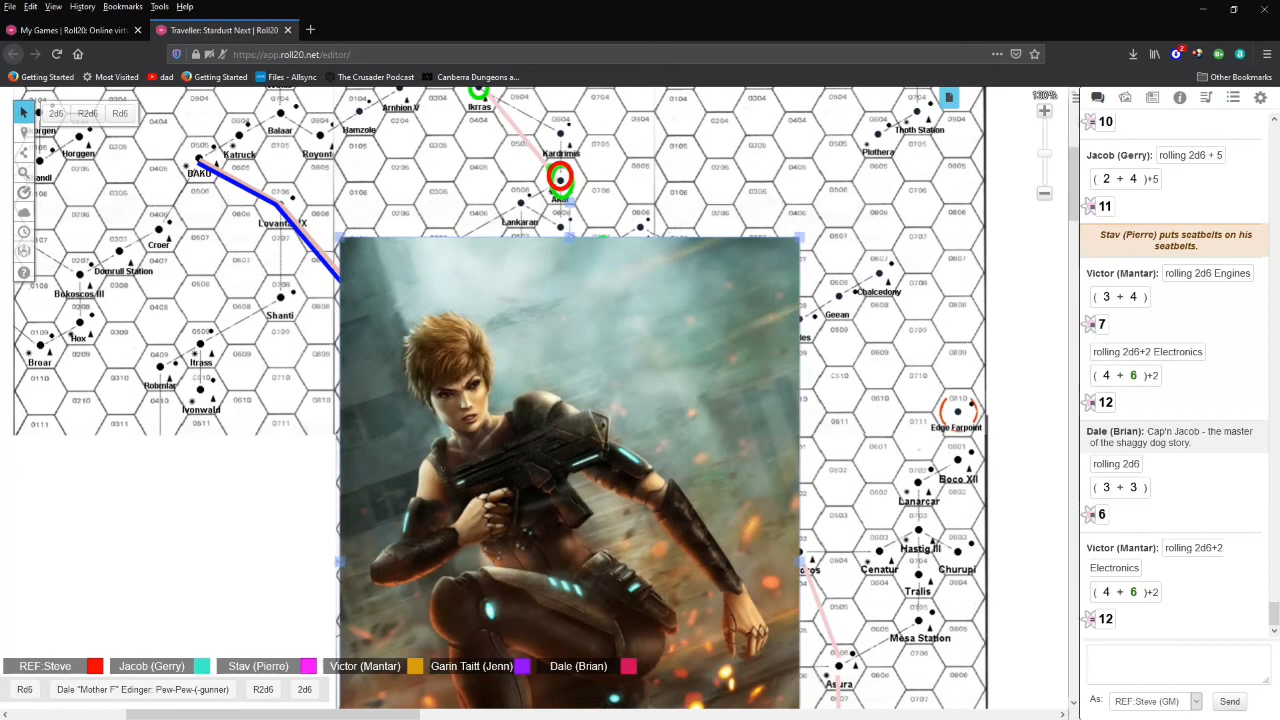 File Edit View History Bookmarks Tools Help
My Games | Roll20: Online virt
Traveller: Stardust Next | Roll20
https://app.roll20.net/editor/
Getting Started
Most Visited
dad
Getting Started
Files - Allsync
The Crusader Podcast
Canberra Dungeons a...
Other Bookmarks
2d6
R2d6
Rd6
130%
Ikrras
Arnhion V
Balaar
Hamzole
Katruck
Horggen
BAKU
Kardrimis
Thoth Station
Plothera
Lankaran
Croer
Domrull Station
Bokoscos III
Shanti
Hox
Broar
Itrass
Robmlar
Ivonwald
Chalcedony
Geean
Edge Farpoint
Boco XII
Lanarcar
Hastig III
Cenatur
Churupi
Tralis
Mesa Station
Asura
10
Jacob (Gerry): rolling 2d6 + 5
( 2 + 4 )+5
11
Stav (Pierre) puts seatbelts on his
seatbelts.
Victor (Mantar): rolling 2d6 Engines
( 3 + 4 )
7
rolling 2d6+2 Electronics
( 4 + 6 )+2
12
Dale (Brian): Cap'n Jacob - the master
of the shaggy dog story.
rolling 2d6
( 3 + 3 )
6
Victor (Mantar): rolling 2d6+2
Electronics
( 4 + 6 )+2
12
REF:Steve
Jacob (Gerry)
Stav (Pierre)
Victor (Mantar)
Garin Taitt (Jenn)
Dale (Brian)
Rd6
Dale "Mother F" Enager: Pew-Pew-(-gunner)
R2d6
2d6
As:
REF:Steve (GM)
Send